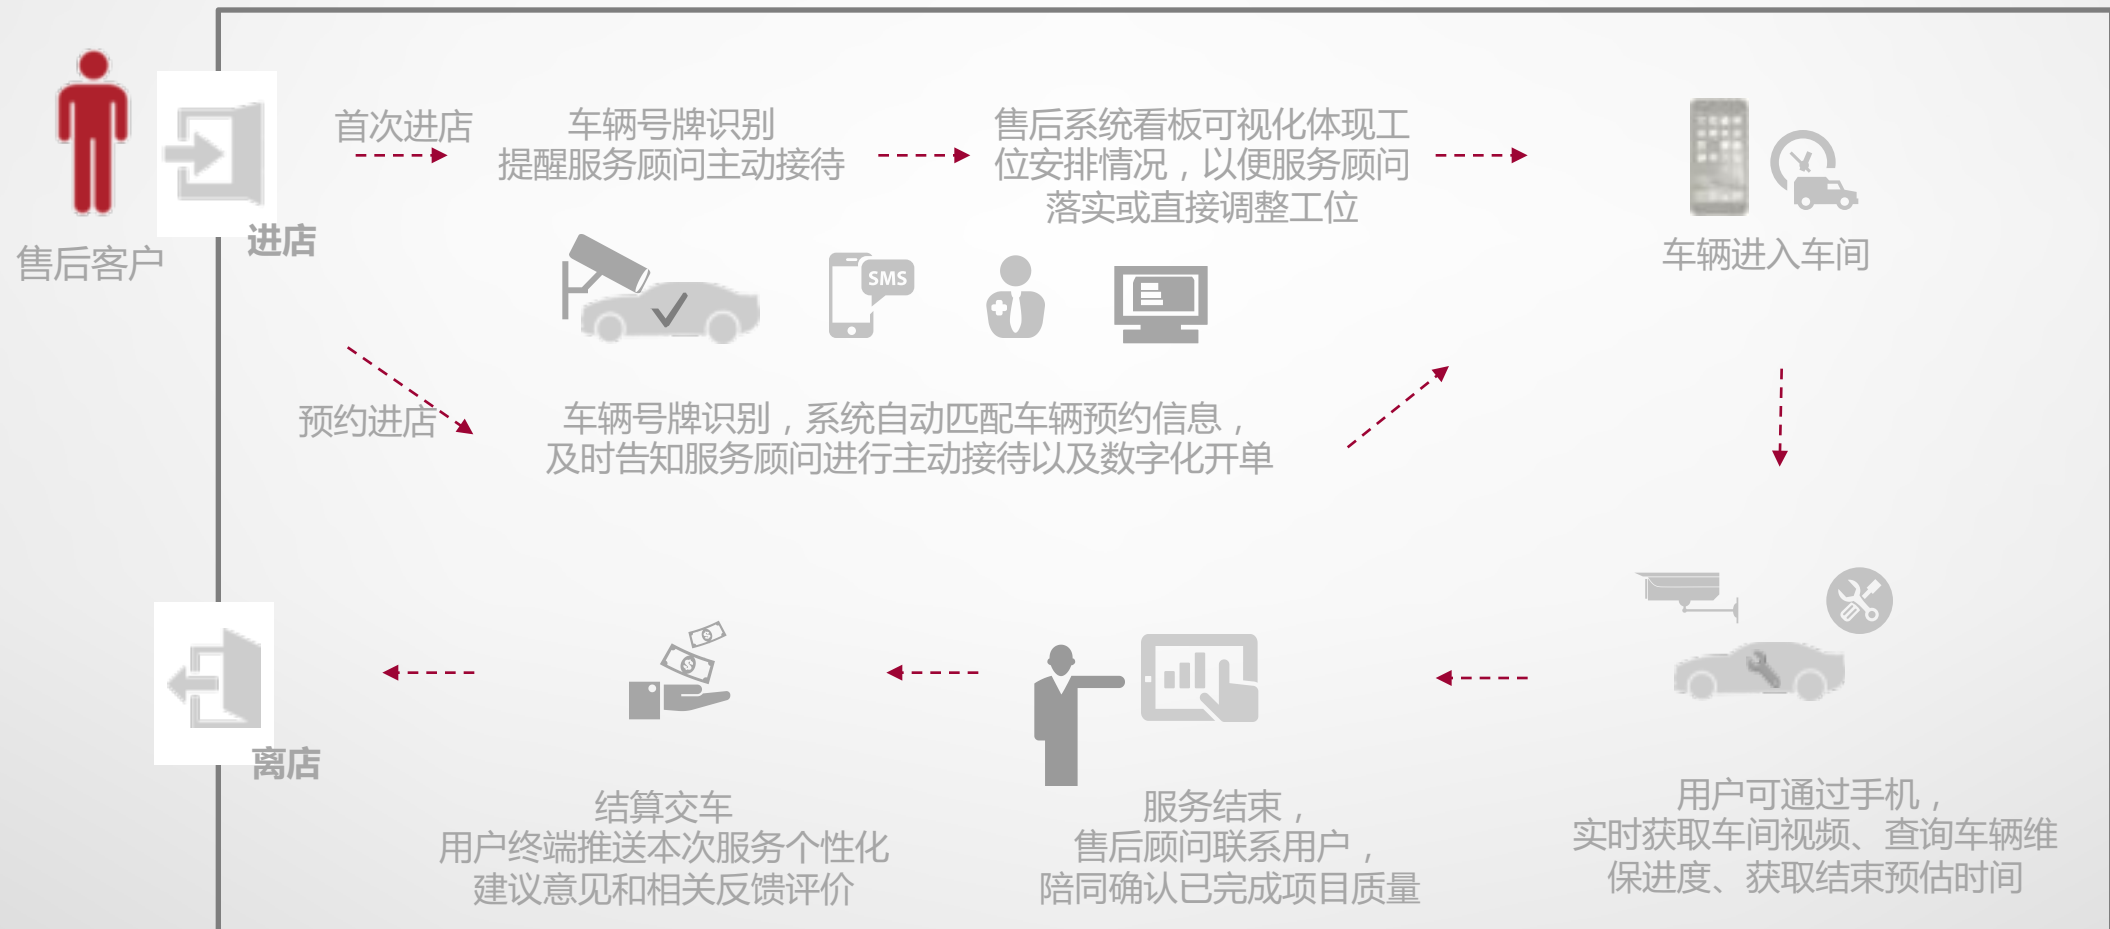 售后客户
进店
首次进店
车辆号牌识别
提醒服务顾问主动接待
售后系统看板可视化体现工
位安排情况，以便服务顾问
落实或直接调整工位
车辆进入车间
SMS
预约进店
车辆号牌识别，系统自动匹配车辆预约信息，
及时告知服务顾问进行主动接待以及数字化开单
用户可通过手机，
实时获取车间视频、查询车辆维
保进度、获取结束预估时间
服务结束，
售后顾问联系用户，
陪同确认已完成项目质量
结算交车
用户终端推送本次服务个性化
建议意见和相关反馈评价
离店